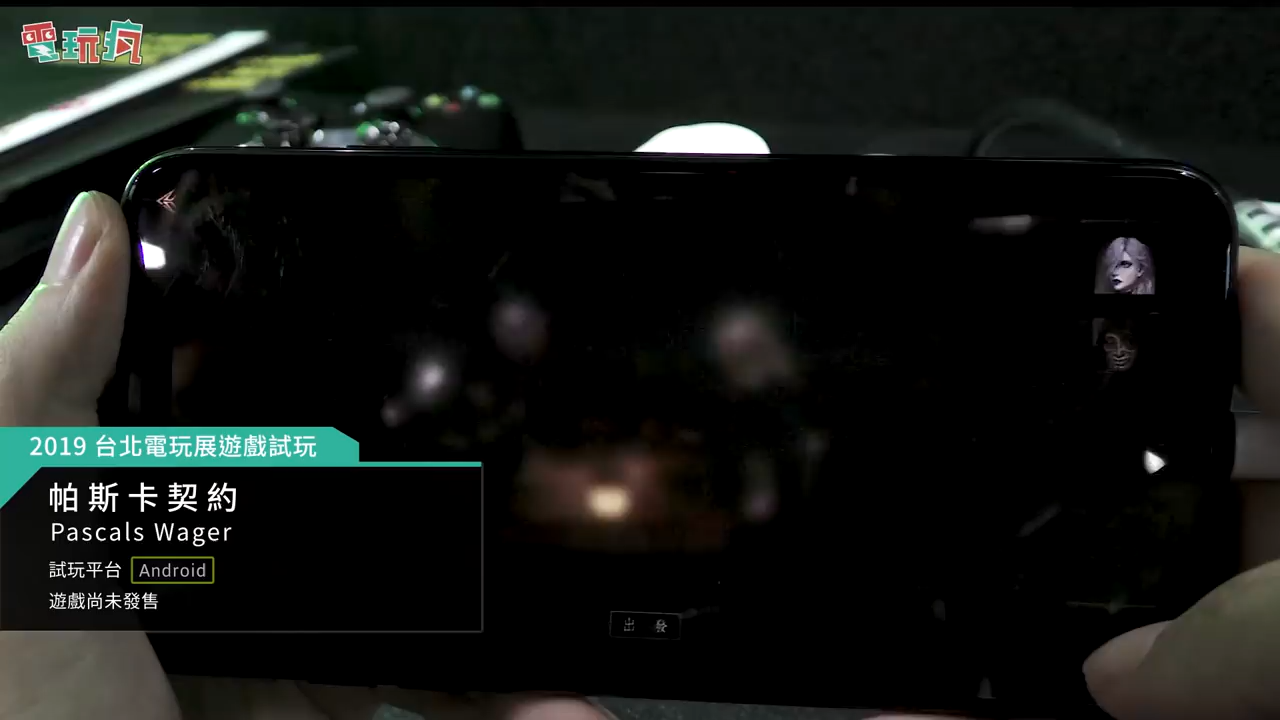 電玩瘋
2019 台北電玩展遊戲試玩
帕斯卡契約
Pascals Wager
試玩平台 Android
遊戲尚未發售
出發